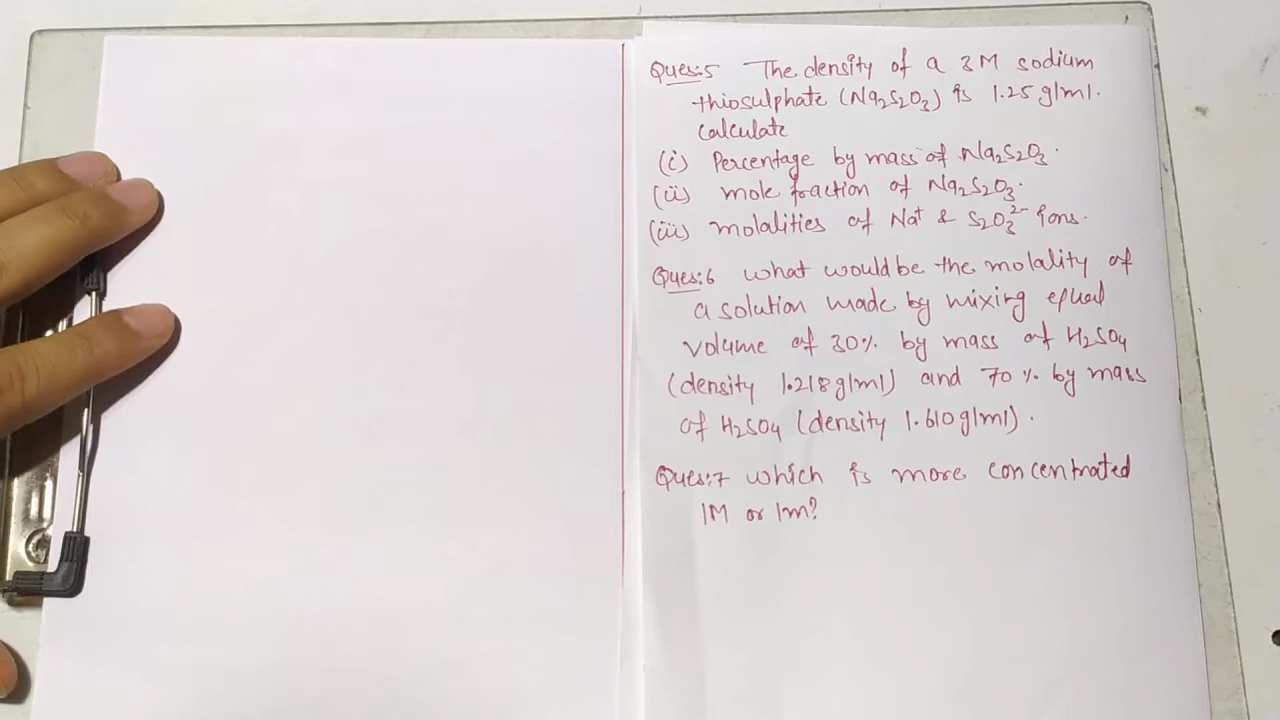 Ques:5 The density of a 3M sodium
thiosulphate (Na₂S₂O₃) is 1.25 g/ml.
calculate
(i) Percentage by mass of Na₂S₂O₃.
(ii) mole fraction of Na₂S₂O₃.
(iii) molalities of Na⁺ & S₂O₃²⁻ ions.
Ques:6 what would be the molality of
a solution made by mixing equal
volume of 30% by mass of H₂SO₄
(density 1.218 g/ml) and 70% by mass
of H₂SO₄ (density 1.610 g/ml).
Ques:7 which is more concentrated
1M or 1m?